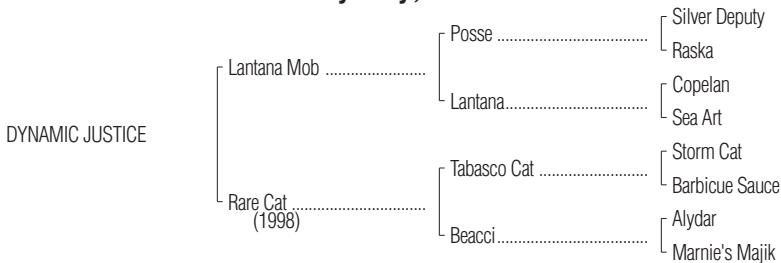 Silver Deputy
Posse ..........................................
Raska
Lantana Mob ............................
Copelan
Lantana........................................
Sea Art
DYNAMIC JUSTICE
Storm Cat
Tabasco Cat ..............................
Barbicue Sauce
Rare Cat .....................................
(1998)
Alydar
Beacci..........................................
Marnie's Majik